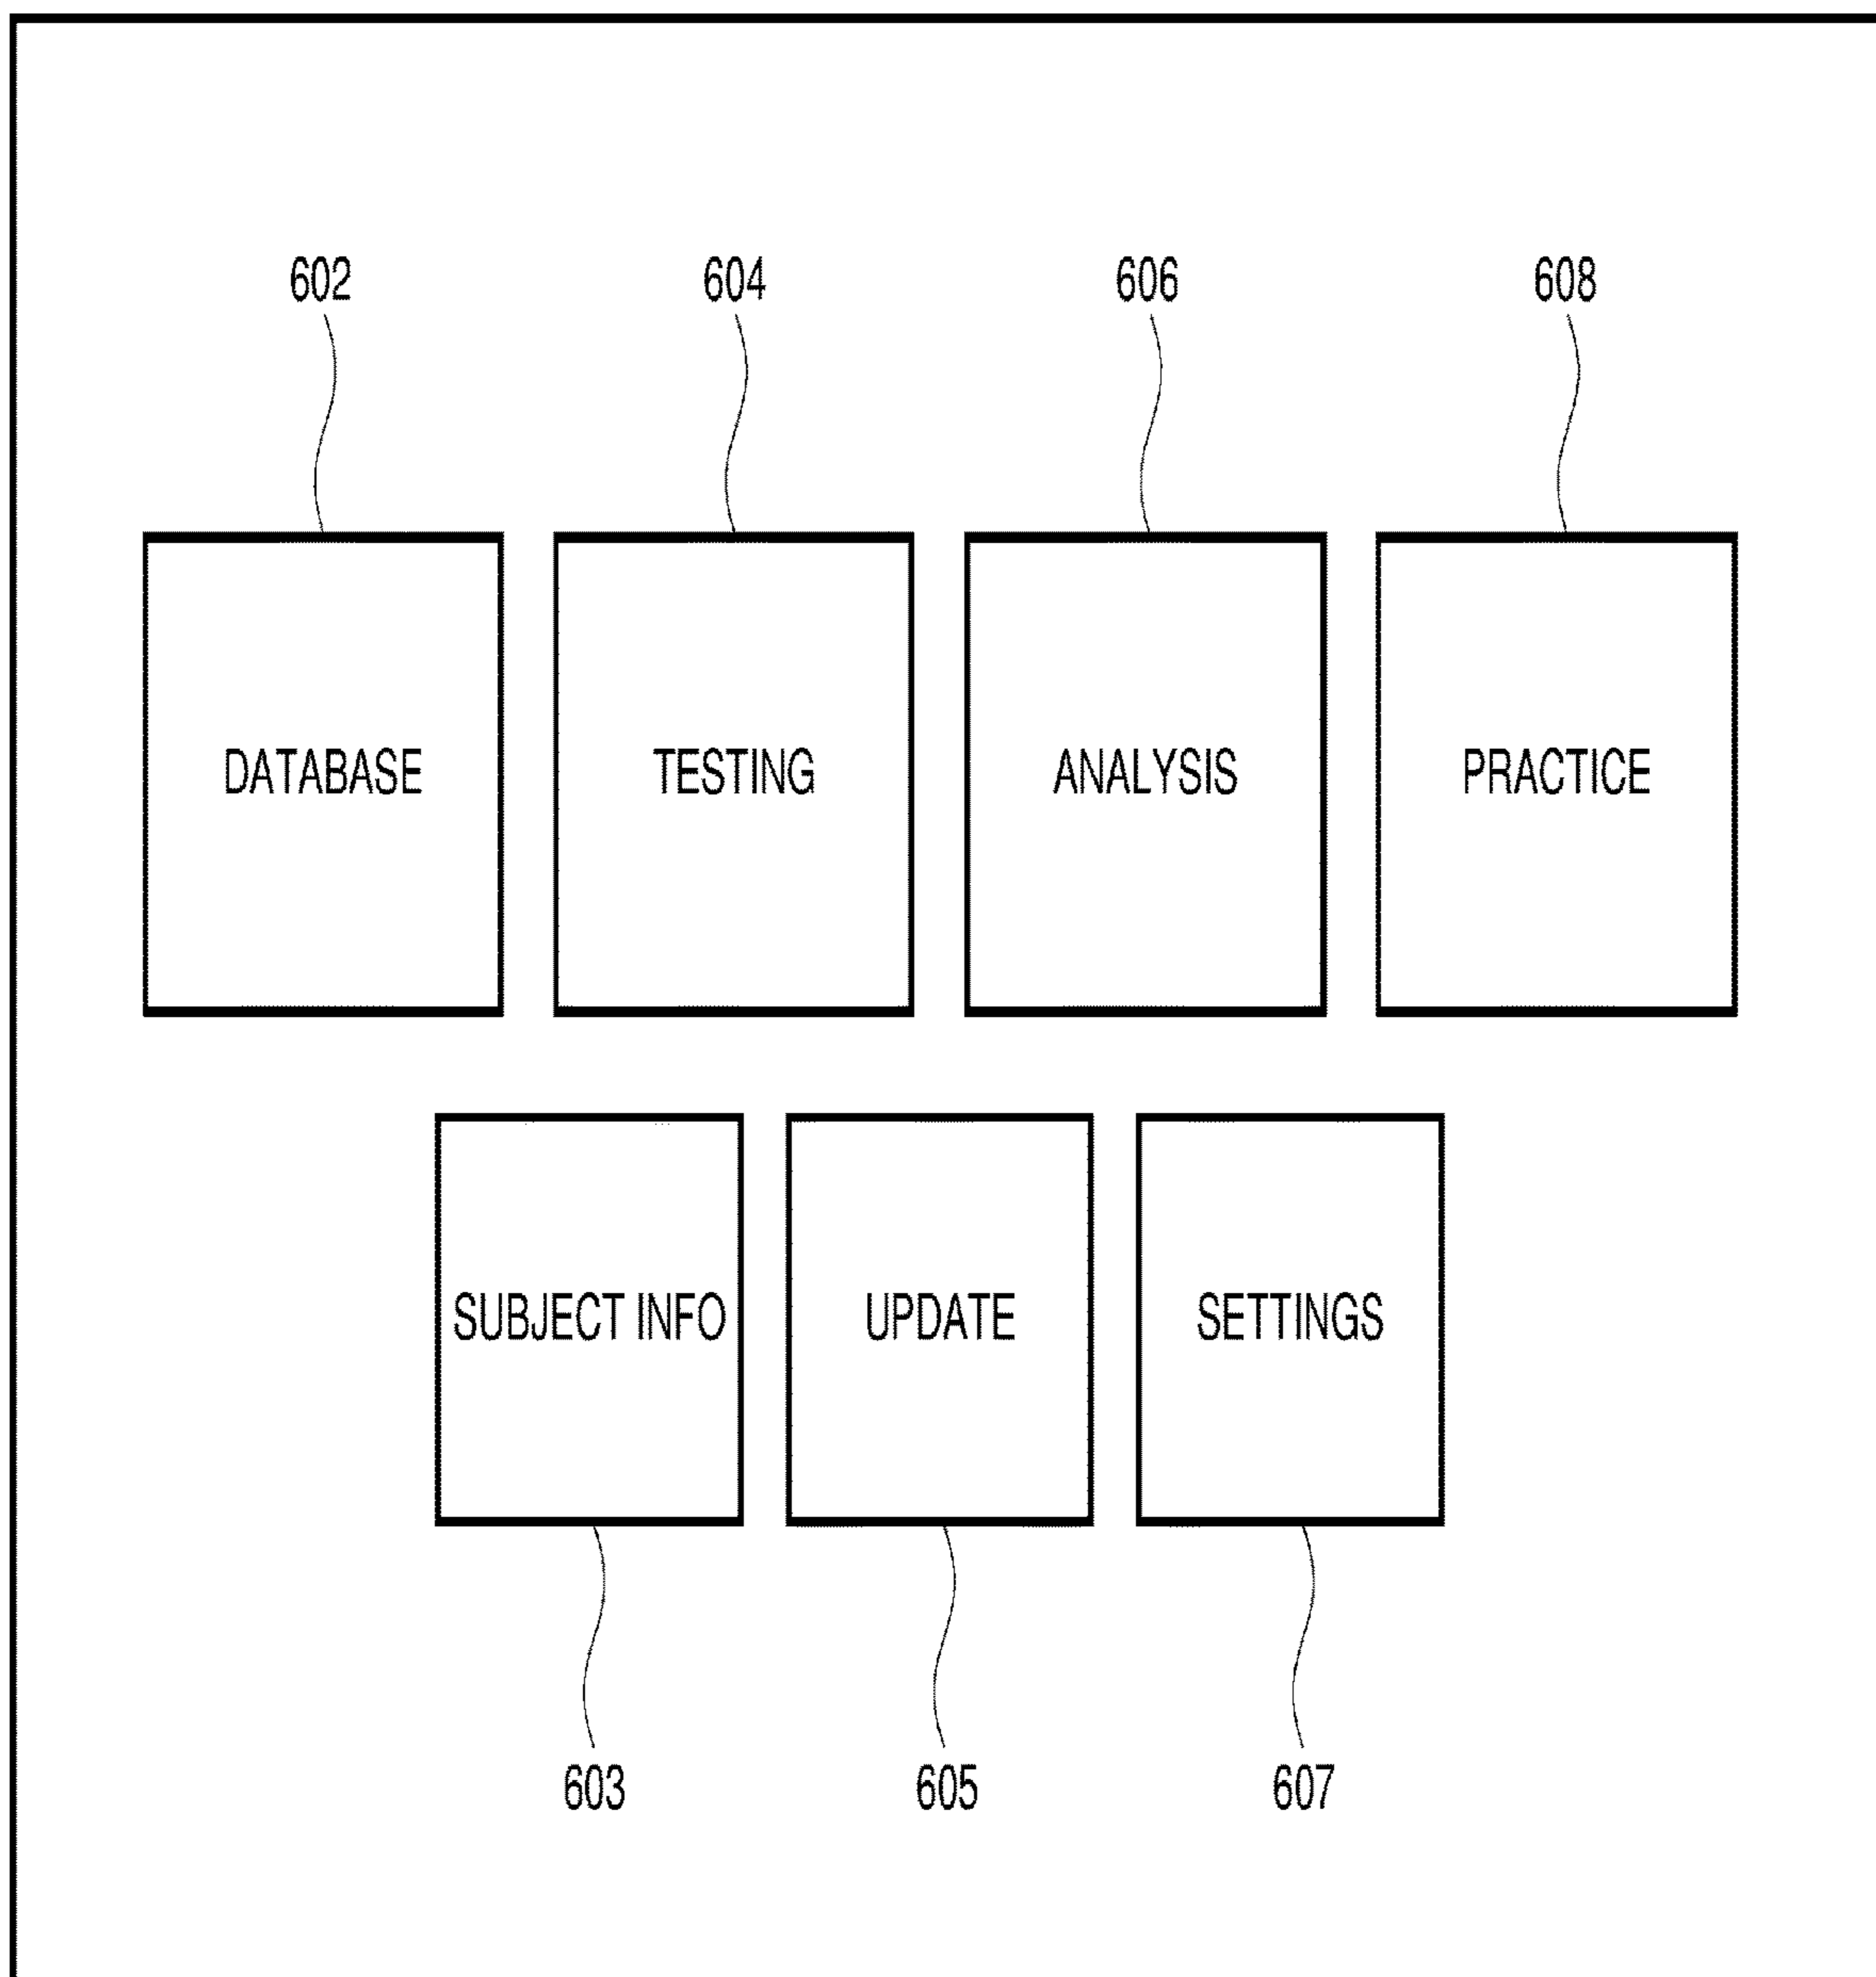 602 604 606 608
DATABASE TESTING ANALYSIS PRACTICE
SUBJECT INFO UPDATE SETTINGS
603 605 607